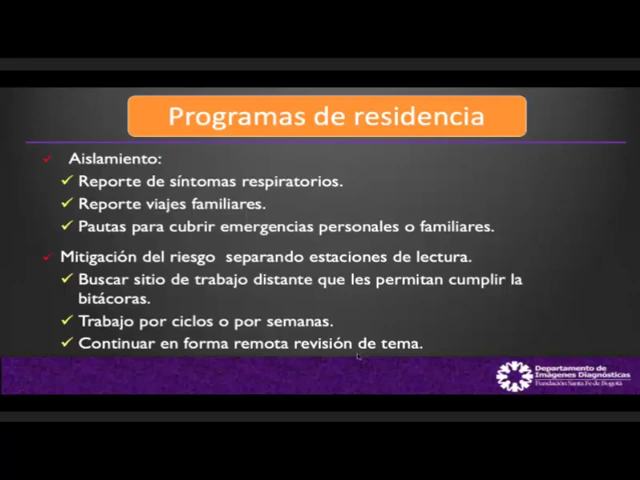 Programas de residencia
Aislamiento:
Reporte de síntomas respiratorios.
Reporte viajes familiares.
Pautas para cubrir emergencias personales o familiares.
Mitigación del riesgo separando estaciones de lectura.
Buscar sitio de trabajo distante que les permitan cumplir la
bitácoras.
Trabajo por ciclos o por semanas.
Continuar en forma remota revisión de tema.
Departamento de
Imágenes Diagnósticas
Fundación Santa Fe de Bogotá